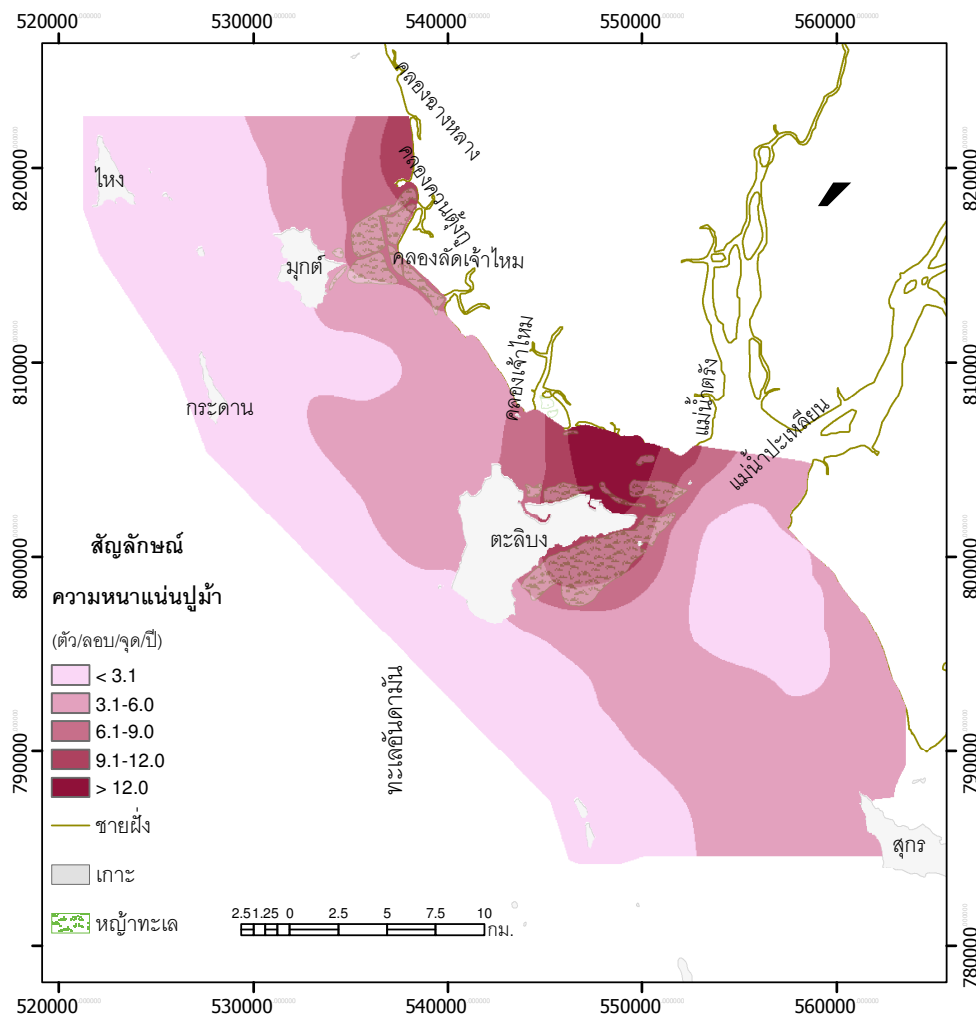 520000 530000 540000 550000 560000
820000
810000
800000
790000
780000
820000
810000
800000
790000
780000
คลองฉางหลาง
คลองควนตุ้งกู
คลองลัดเจ้าไหม
คลองเจ้าไหม
แม่น้ำตรัง
แม่น้ำปะเหลียน
ไหง
มุกต์
กระดาน
ตะลิบง
สุกร
ทะเลอันดามัน
สัญลักษณ์
ความหนาแน่นปูม้า
(ตัว/ลอบ/จุด/ปี)
< 3.1
3.1-6.0
6.1-9.0
9.1-12.0
> 12.0
ชายฝั่ง
เกาะ
หญ้าทะเล
2.5 1.25 0 2.5 5 7.5 10
กม.
520000 530000 540000 550000 560000